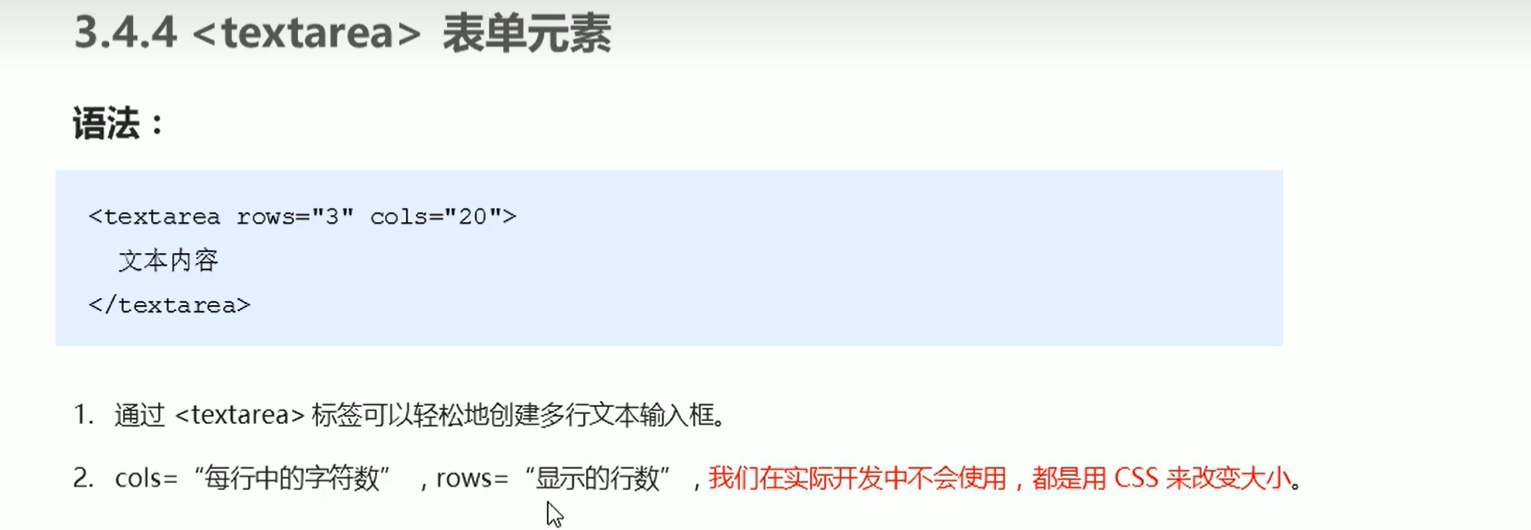 3.4.4 <textarea> 表单元素
语法：
<textarea rows="3" cols="20">
文本内容
</textarea>
1. 通过 <textarea> 标签可以轻松地创建多行文本输入框。
2. cols=“每行中的字符数” , rows=“显示的行数” , 我们在实际开发中不会使用，都是用 CSS 来改变大小。